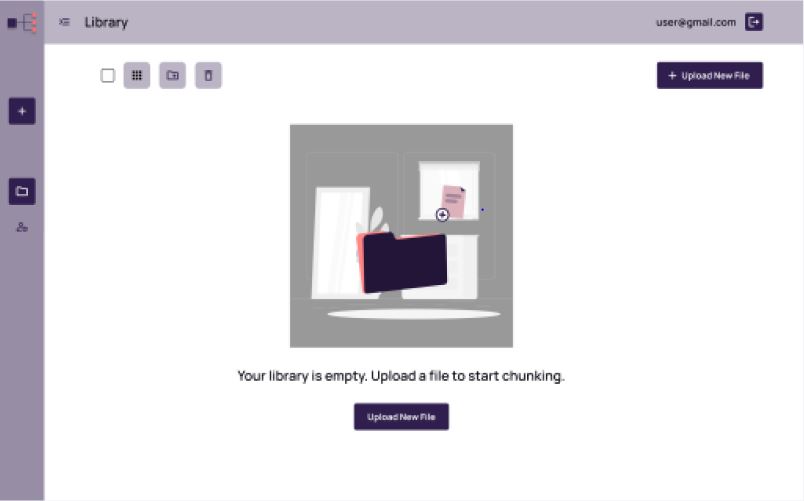 Library
user@gmail.com
+ Upload New File
Your library is empty. Upload a file to start chunking.
Upload New File